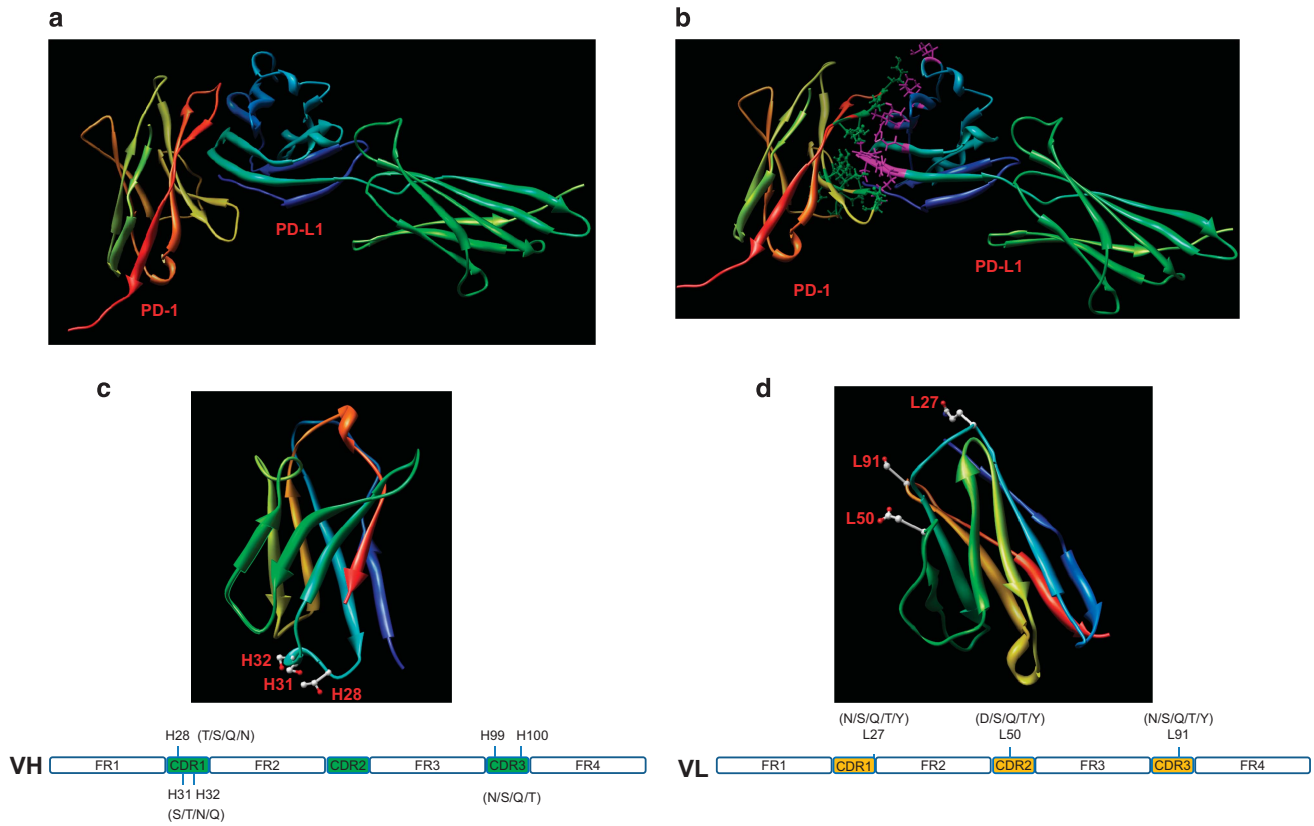 a
b
PD-L1
PD-1
PD-L1
PD-1
c
d
H32
H31
H28
L27
L91
L50
H28 (T/S/Q/N)
H99 H100
VH FR1 CDR1 FR2 CDR2 FR3 CDR3 FR4
H31 H32
(S/T/N/Q)
(N/S/Q/T)
(N/S/Q/T/Y) (D/S/Q/T/Y) (N/S/Q/T/Y)
L27 L50 L91
VL FR1 CDR1 FR2 CDR2 FR3 CDR3 FR4